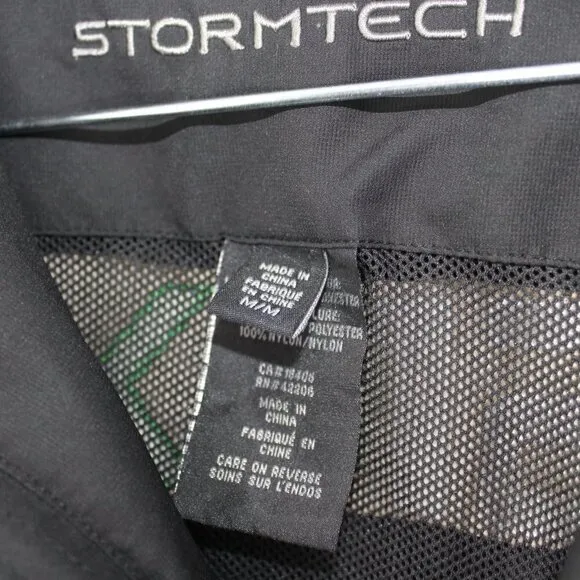 STORMTECH
MADE IN
CHINA
FABRIQUÉ
EN CHINE
M/M
POLYESTER
100% NYLON/NYLON
CA#16405
RN#42206
MADE IN
CHINA
FABRIQUÉ EN
CHINE
CARE ON REVERSE
SOINS SUR L'ENDOS